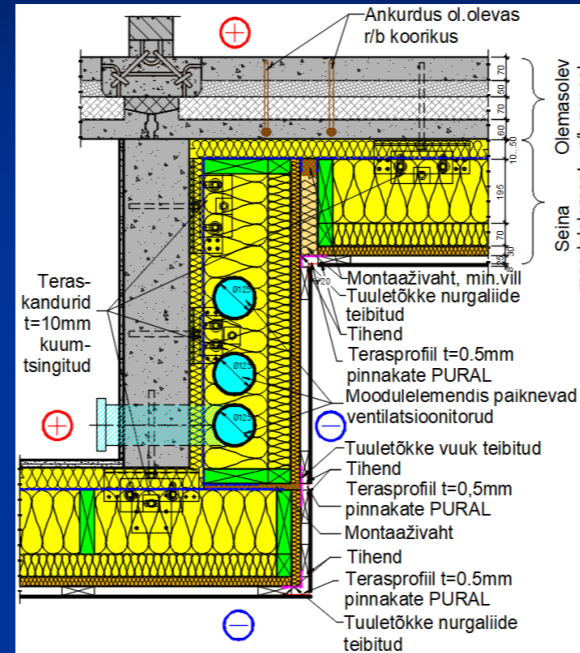 Ankurdus ol.olevas
r/b koorikus
70
50
70
60
10...50
195
70
30
Olemasolev
Seina
Teras-
kandurid
t=10mm
kuum-
tsingitud
Ø125
Ø125
Ø125
20
Montaaživaht, min.vill
Tuuletõkke nurgaliide
teibitud
Tihend
Terasprofiil t=0.5mm
pinnakate PURAL
Moodulelemendis paiknevad
ventilatsioonitorud
Tuuletõkke vuuk teibitud
Tihend
Terasprofiil t=0,5mm
pinnakate PURAL
Montaaživaht
Tihend
Terasprofiil t=0.5mm
pinnakate PURAL
Tuuletõkke nurgaliide
teibitud